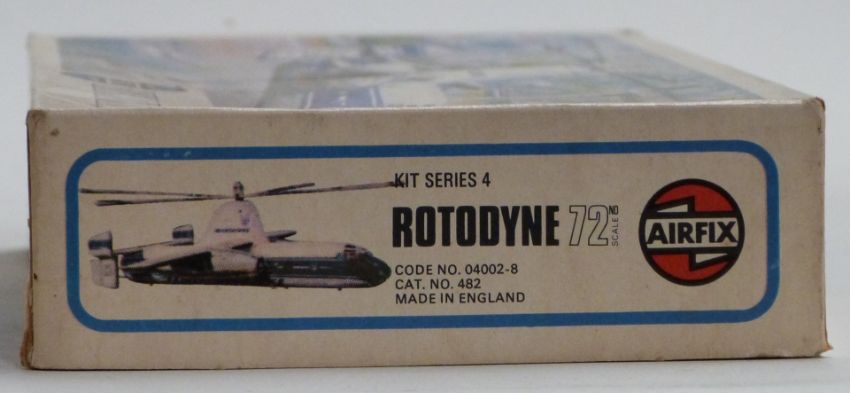 KIT SERIES 4
ROTODYNE 72ND SCALE
CODE NO. 04002-8
CAT. NO. 482
MADE IN ENGLAND
AIRFIX